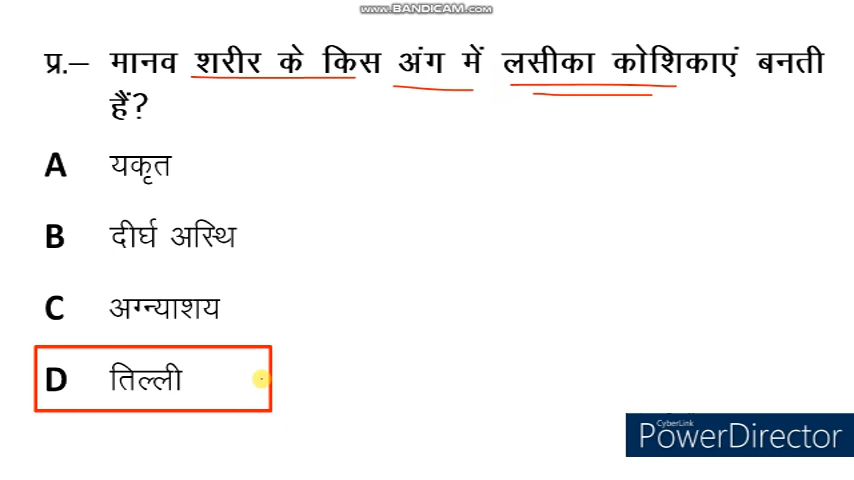 www.BANDICAM.com
प्र.– मानव शरीर के किस अंग में लसीका कोशिकाएं बनती
हैं?
A यकृत
B दीर्घ अस्थि
C अग्न्याशय
D तिल्ली
CyberLink
PowerDirector